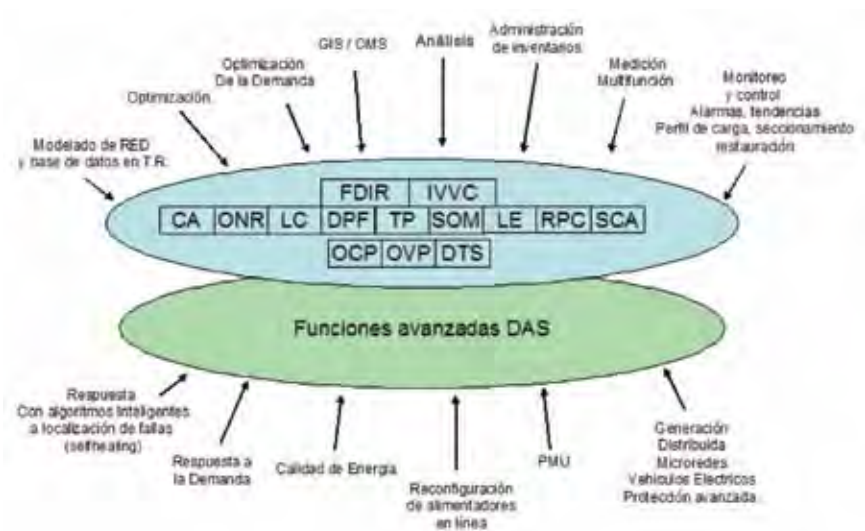 GIS / OMS
Análisis
Administración
de inventarios
Optimización
De la Demanda
Medición
Multifunción
Optimización
Monitoreo
y control
Alarmas, tendencias
Perfil de carga, seccionamiento
restauración
Modelado de RED
y base de datos en T.R.
FDIR IVVC
CA ONR LC DPF TP SOM LE RPC SCA
OCP OVP DTS
Funciones avanzadas DAS
Respuesta
Con algoritmos Inteligentes
a localización de fallas
(selfhealing)
Respuesta a
la Demanda
Calidad de Energía
Reconfiguración
de alimentadores
en línea
PMU
Generación
Distribuida
Microredes
Vehículos Electricos
Protección avanzada